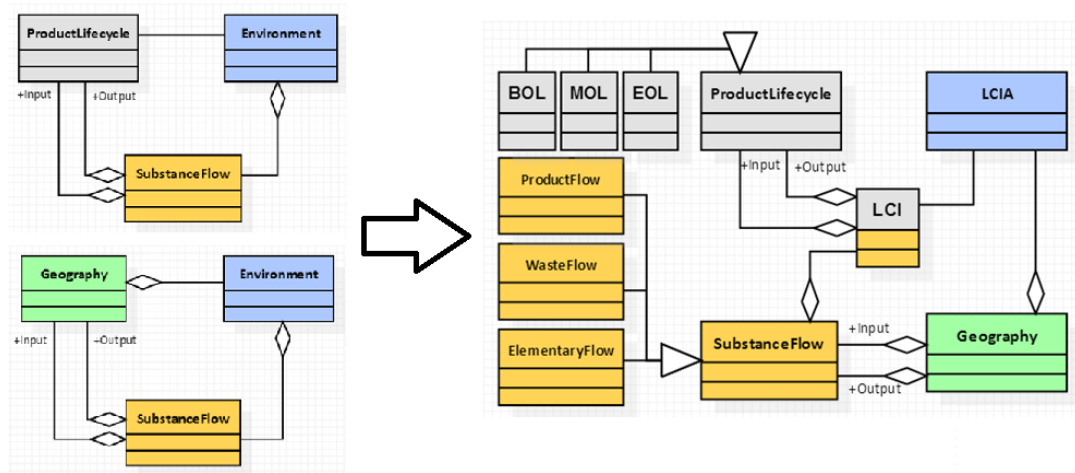 ProductLifecycle
Environment
+Input
+Output
SubstanceFlow
Geography
Environment
+Input
+Output
SubstanceFlow
BOL
MOL
EOL
ProductLifecycle
LCIA
+Input
+Output
ProductFlow
LCI
WasteFlow
ElementaryFlow
SubstanceFlow
+Input
+Output
Geography